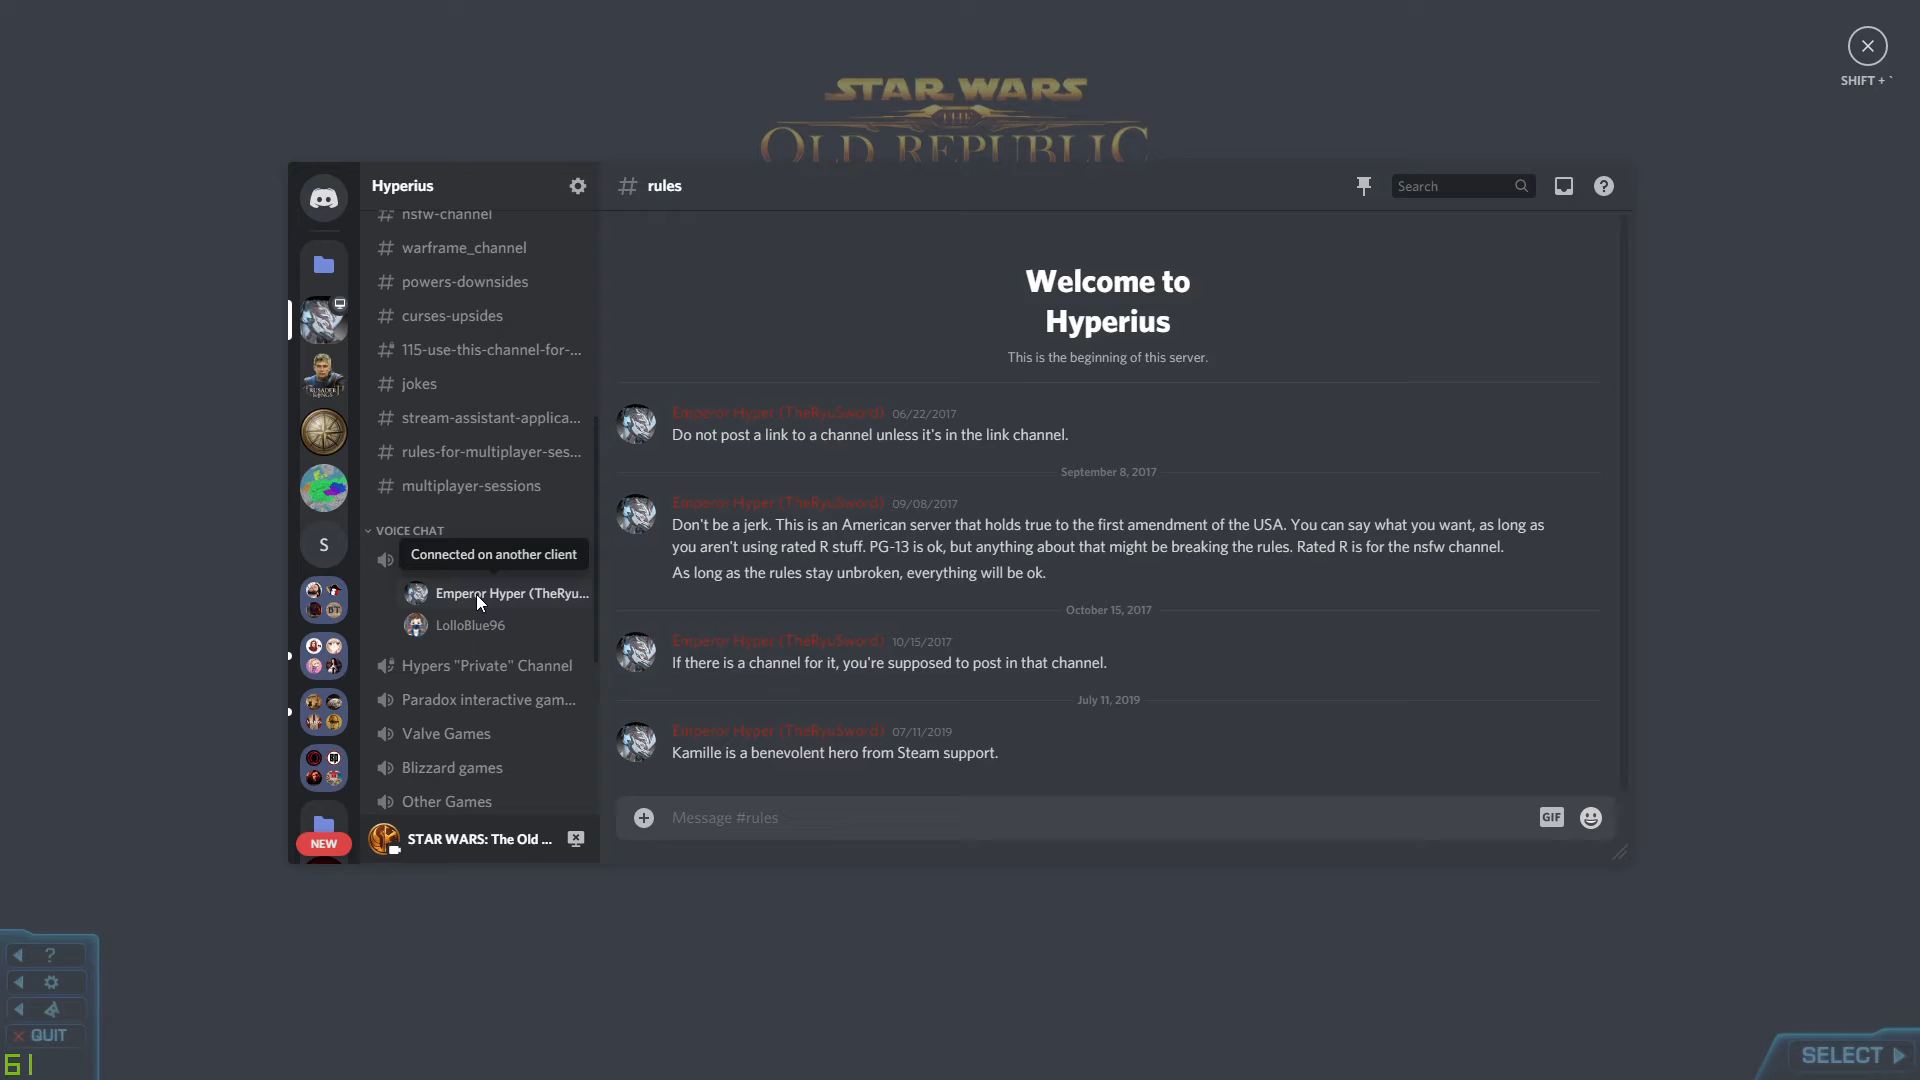 SHIFT + `
STAR WARS
THE
OLD REPUBLIC
Hyperius
# rules
Search
# nsfw-channel
# warframe_channel
# powers-downsides
# curses-upsides
# 115-use-this-channel-for-...
# jokes
# stream-assistant-applica...
# rules-for-multiplayer-ses...
# multiplayer-sessions
VOICE CHAT
Connected on another client
Emperor Hyper (TheRyu...
LolloBlue96
Hypers "Private" Channel
Paradox interactive gam...
Valve Games
Blizzard games
Other Games
STAR WARS: The Old ...
S
NEW
Welcome to
Hyperius
This is the beginning of this server.
Emperor Hyper (TheRyuSword) 06/22/2017
Do not post a link to a channel unless it's in the link channel.
September 8, 2017
Emperor Hyper (TheRyuSword) 09/08/2017
Don't be a jerk. This is an American server that holds true to the first amendment of the USA. You can say what you want, as long as
you aren't using rated R stuff. PG-13 is ok, but anything about that might be breaking the rules. Rated R is for the nsfw channel.
As long as the rules stay unbroken, everything will be ok.
October 15, 2017
Emperor Hyper (TheRyuSword) 10/15/2017
If there is a channel for it, you're supposed to post in that channel.
July 11, 2019
Emperor Hyper (TheRyuSword) 07/11/2019
Kamille is a benevolent hero from Steam support.
Message #rules
GIF
?
QUIT
61
SELECT